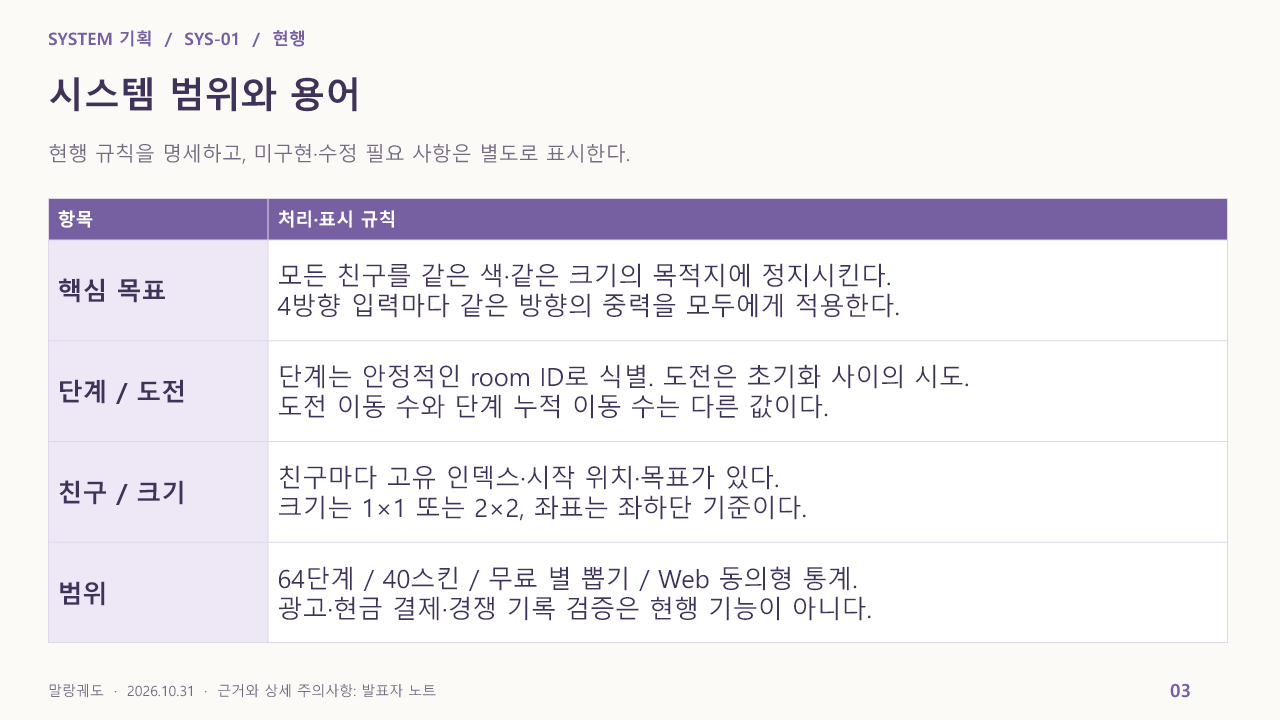 SYSTEM 기획 / SYS-01 / 현행
시스템 범위와 용어
현행 규칙을 명세하고, 미구현·수정 필요 사항은 별도로 표시한다.
항목
처리·표시 규칙
핵심 목표
모든 친구를 같은 색·같은 크기의 목적지에 정지시킨다.
4방향 입력마다 같은 방향의 중력을 모두에게 적용한다.
단계 / 도전
단계는 안정적인 room ID로 식별. 도전은 초기화 사이의 시도.
도전 이동 수와 단계 누적 이동 수는 다른 값이다.
친구 / 크기
친구마다 고유 인덱스·시작 위치·목표가 있다.
크기는 1×1 또는 2×2, 좌표는 좌하단 기준이다.
범위
64단계 / 40스킨 / 무료 별 뽑기 / Web 동의형 통계.
광고·현금 결제·경쟁 기록 검증은 현행 기능이 아니다.
말랑궤도 · 2026.10.31 · 근거와 상세 주의사항: 발표자 노트
03